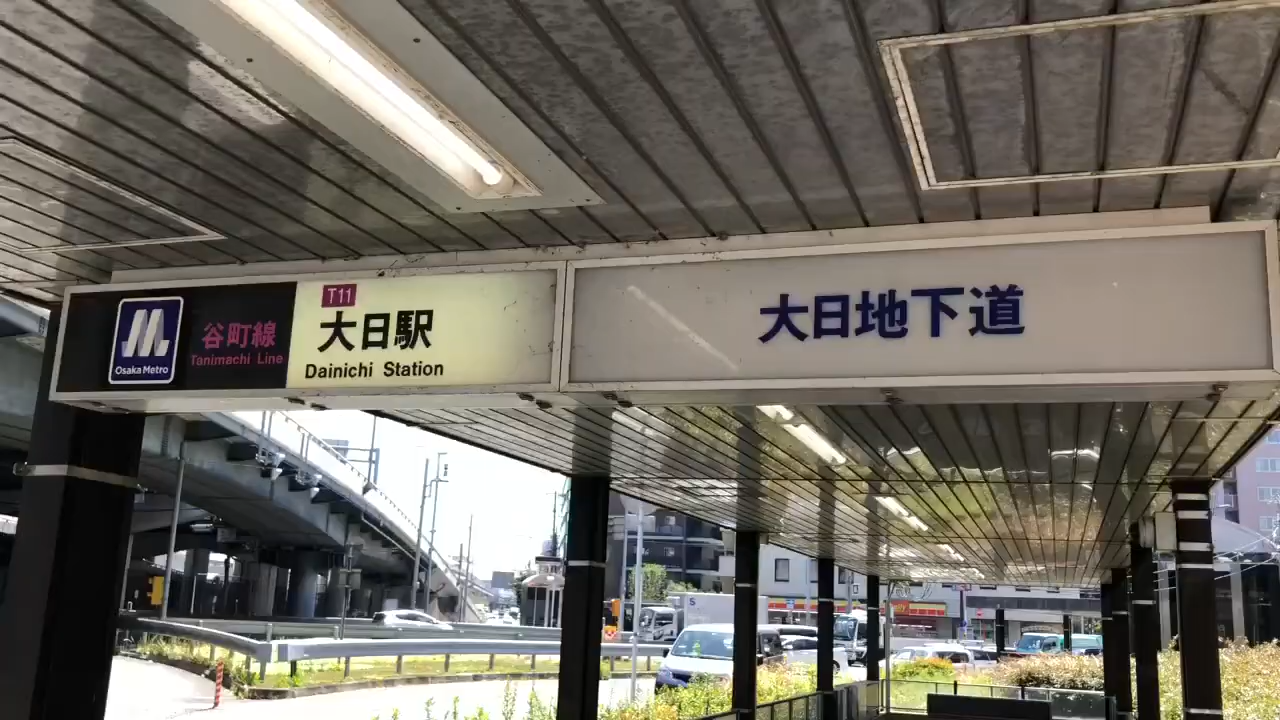 Osaka Metro
谷町線
Tanimachi Line
T11
大日駅
Dainichi Station
大日地下道